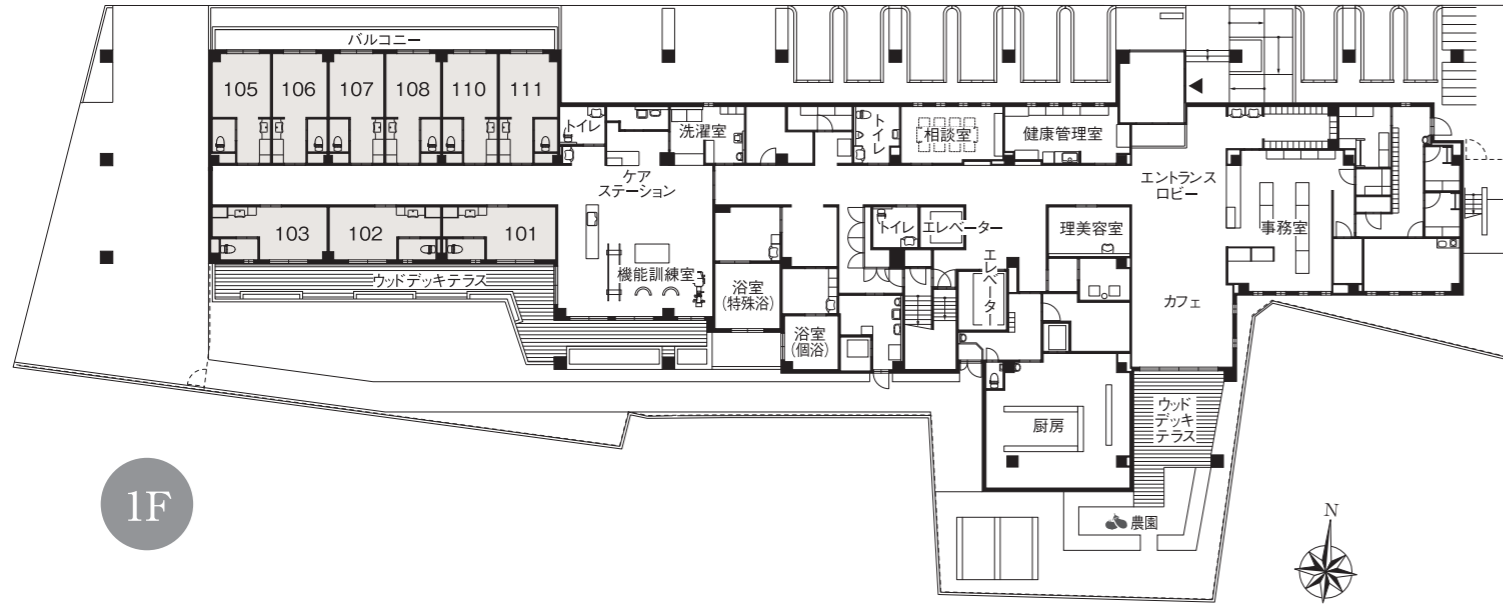 バルコニー
105
106
107
108
110
111
トイレ
洗濯室
トイレ
相談室
健康管理室
ケア
ステーション
エントランス
ロビー
103
102
101
トイレ
エレベーター
理美容室
事務室
ウッドデッキテラス
機能訓練室
浴室
(特殊浴)
エレベーター
カフェ
浴室
(個浴)
ウッド
デッキ
テラス
厨房
農園
1F
N